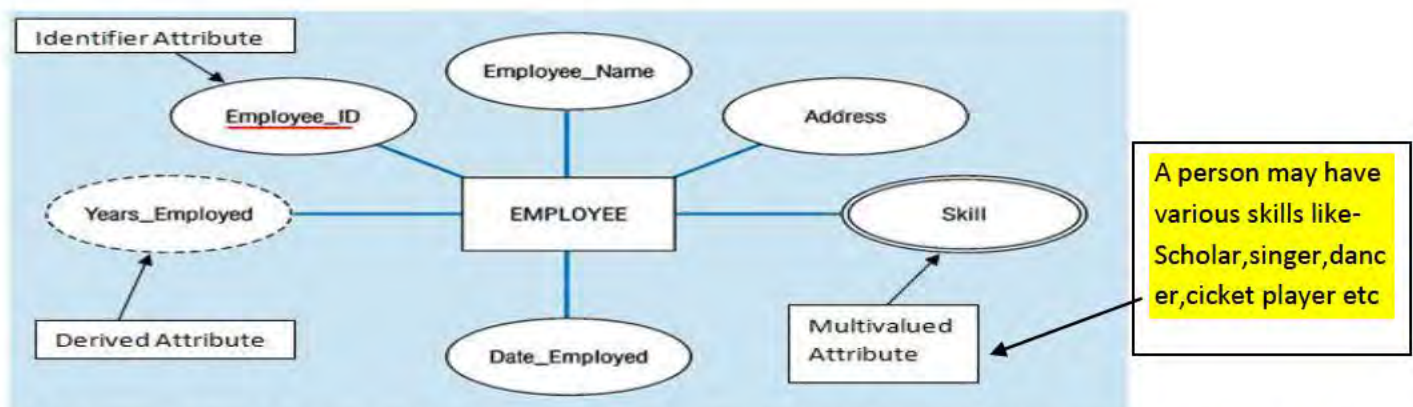 Identifier Attribute
Employee_Name
Employee_ID
Address
Years_Employed
EMPLOYEE
Skill
Derived Attribute
Date_Employed
Multivalued
Attribute
A person may have
various skills like-
Scholar,singer,danc
er,cicket player etc